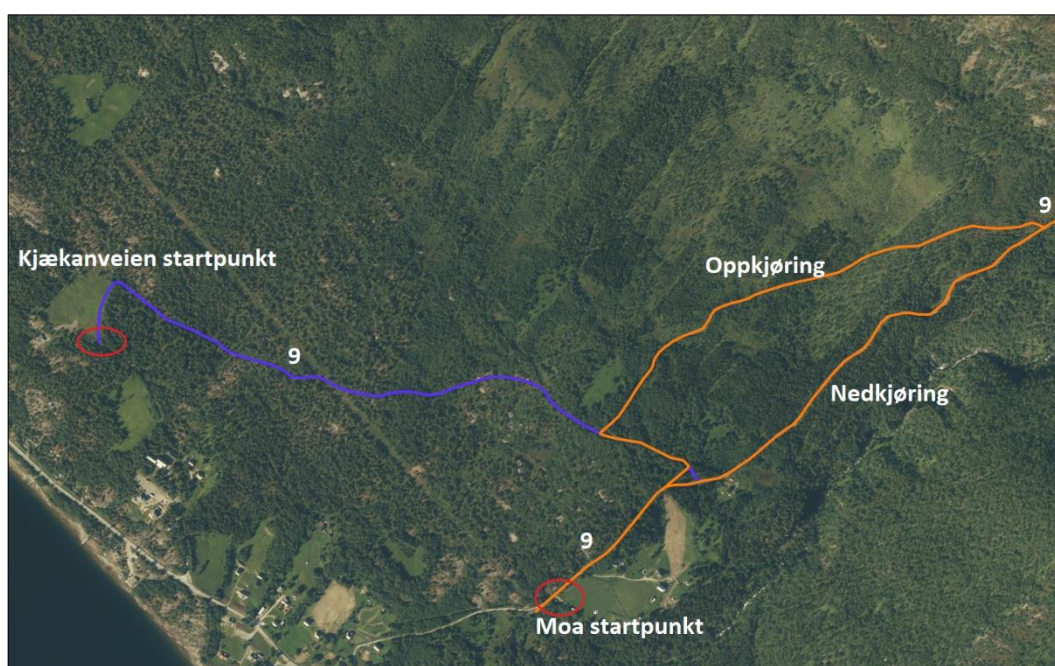 9
Kjækanveien startpunkt
Oppkjøring
9
Nedkjøring
9
Moa startpunkt